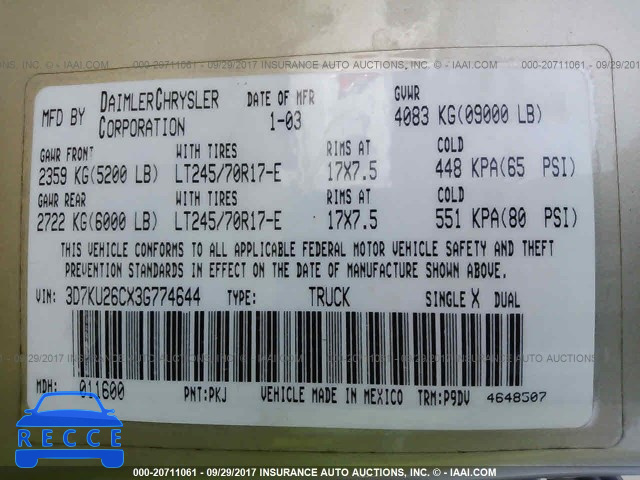 000-20711061 - 09/29/2017 INSURANCE AUTO AUCTIONS, INC. - © IAAI.COM
MFD BY DAIMLERCHRYSLER CORPORATION DATE OF MFR 1-03 GVWR 4083 KG(09000 LB)
GAWR FRONT WITH TIRES RIMS AT COLD
2359 KG(5200 LB) LT245/70R17-E 17X7.5 448 KPA(65 PSI)
GAWR REAR WITH TIRES RIMS AT COLD
2722 KG(6000 LB) LT245/70R17-E 17X7.5 551 KPA(80 PSI)
THIS VEHICLE CONFORMS TO ALL APPLICABLE FEDERAL MOTOR VEHICLE SAFETY AND THEFT
PREVENTION STANDARDS IN EFFECT ON THE DATE OF MANUFACTURE SHOWN ABOVE.
VIN: 3D7KU26CX3G774644 TYPE: TRUCK SINGLE X DUAL
MDH: 011600 PNT:PKJ VEHICLE MADE IN MEXICO TRM:P9DV 4648507
RECCE
000-20711061 - 09/29/2017 INSURANCE AUTO AUCTIONS, INC. - © IAAI.COM